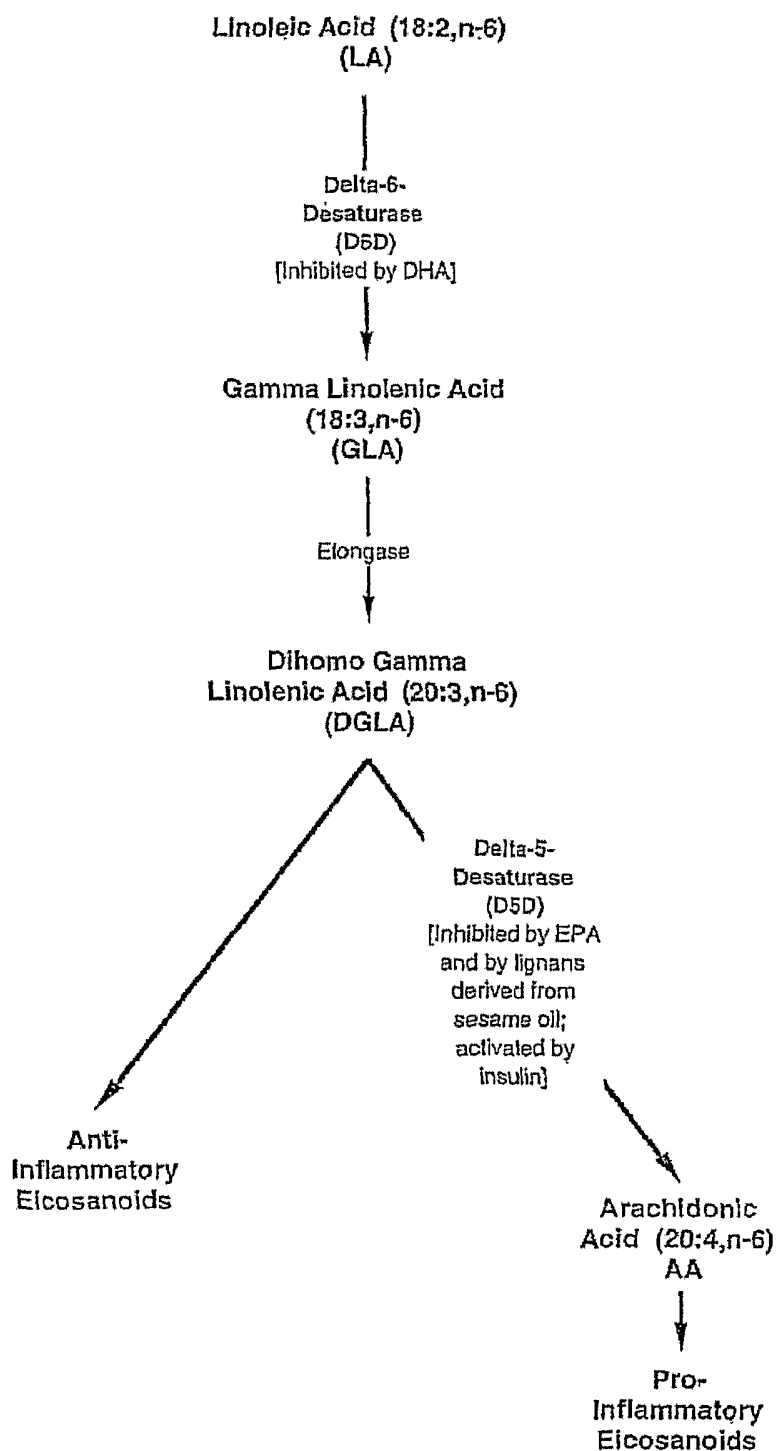 Linoleic Acid (18:2,n-6)
(LA)
Delta-6-
Desaturase
(D6D)
[Inhibited by DHA]
Gamma Linolenic Acid
(18:3,n-6)
(GLA)
Elongase
Dihomo Gamma
Linolenic Acid (20:3,n-6)
(DGLA)
Delta-5-
Desaturase
(D5D)
[Inhibited by EPA
and by lignans
derived from
sesame oil;
activated by
insulin]
Anti-
Inflammatory
Eicosanoids
Arachidonic
Acid (20:4,n-6)
AA
Pro-
Inflammatory
Eicosanoids